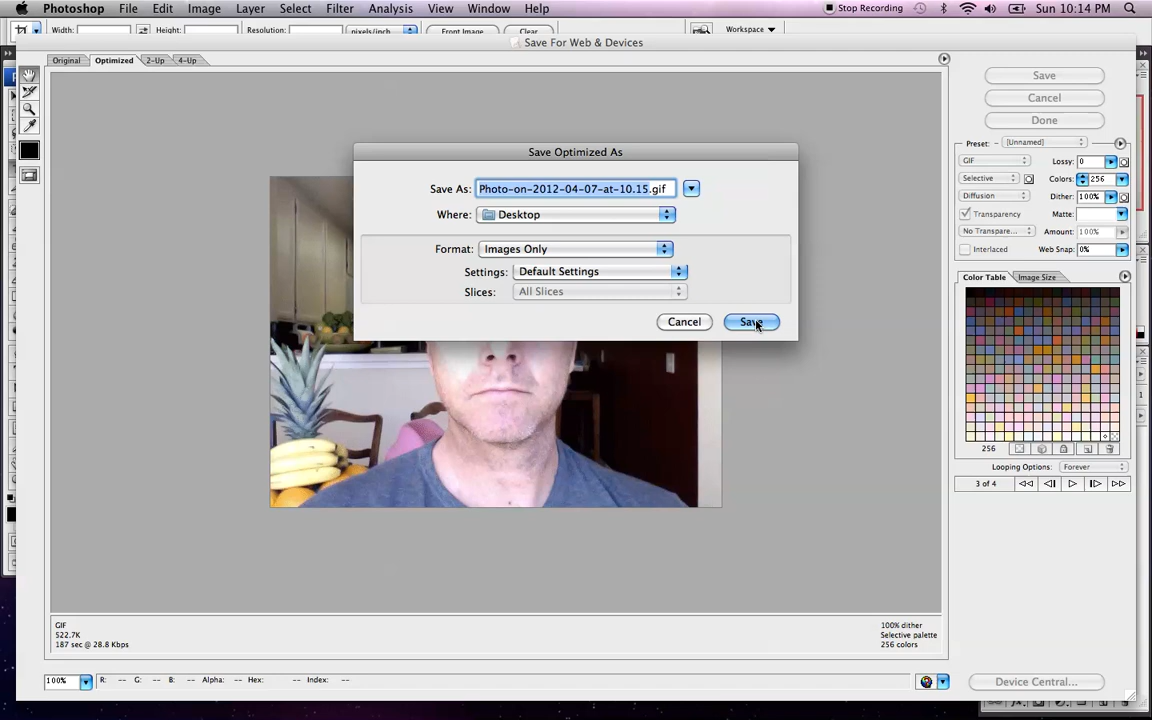 Photoshop File Edit Image Layer Select Filter Analysis View Window Help Stop Recording Sun 10:14 PM
Width: Height: Resolution: pixels/inch Front Image Clear Workspace
Save For Web & Devices
Original Optimized 2-Up 4-Up
Save
Cancel
Done
Preset: [Unnamed]
GIF Lossy: 0
Selective Colors: 256
Diffusion Dither: 100%
Transparency Matte:
No Transpare... Amount: 100%
Interlaced Web Snap: 0%
Color Table Image Size
256
Looping Options: Forever
3 of 4
Save Optimized As
Save As: Photo-on-2012-04-07-at-10.15.gif
Where: Desktop
Format: Images Only
Settings: Default Settings
Slices: All Slices
Cancel Save
GIF
522.7K
187 sec @ 28.8 Kbps
100% dither
Selective palette
256 colors
100% R: -- G: -- B: -- Alpha: -- Hex: -- Index: --
Device Central...